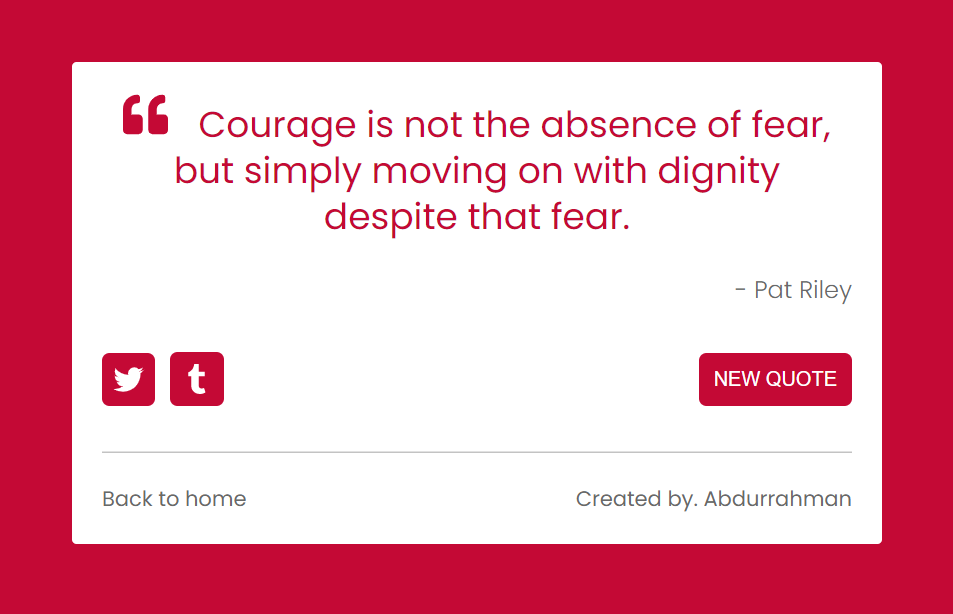 “ Courage is not the absence of fear,
but simply moving on with dignity
despite that fear.
- Pat Riley
NEW QUOTE
Back to home
Created by. Abdurrahman